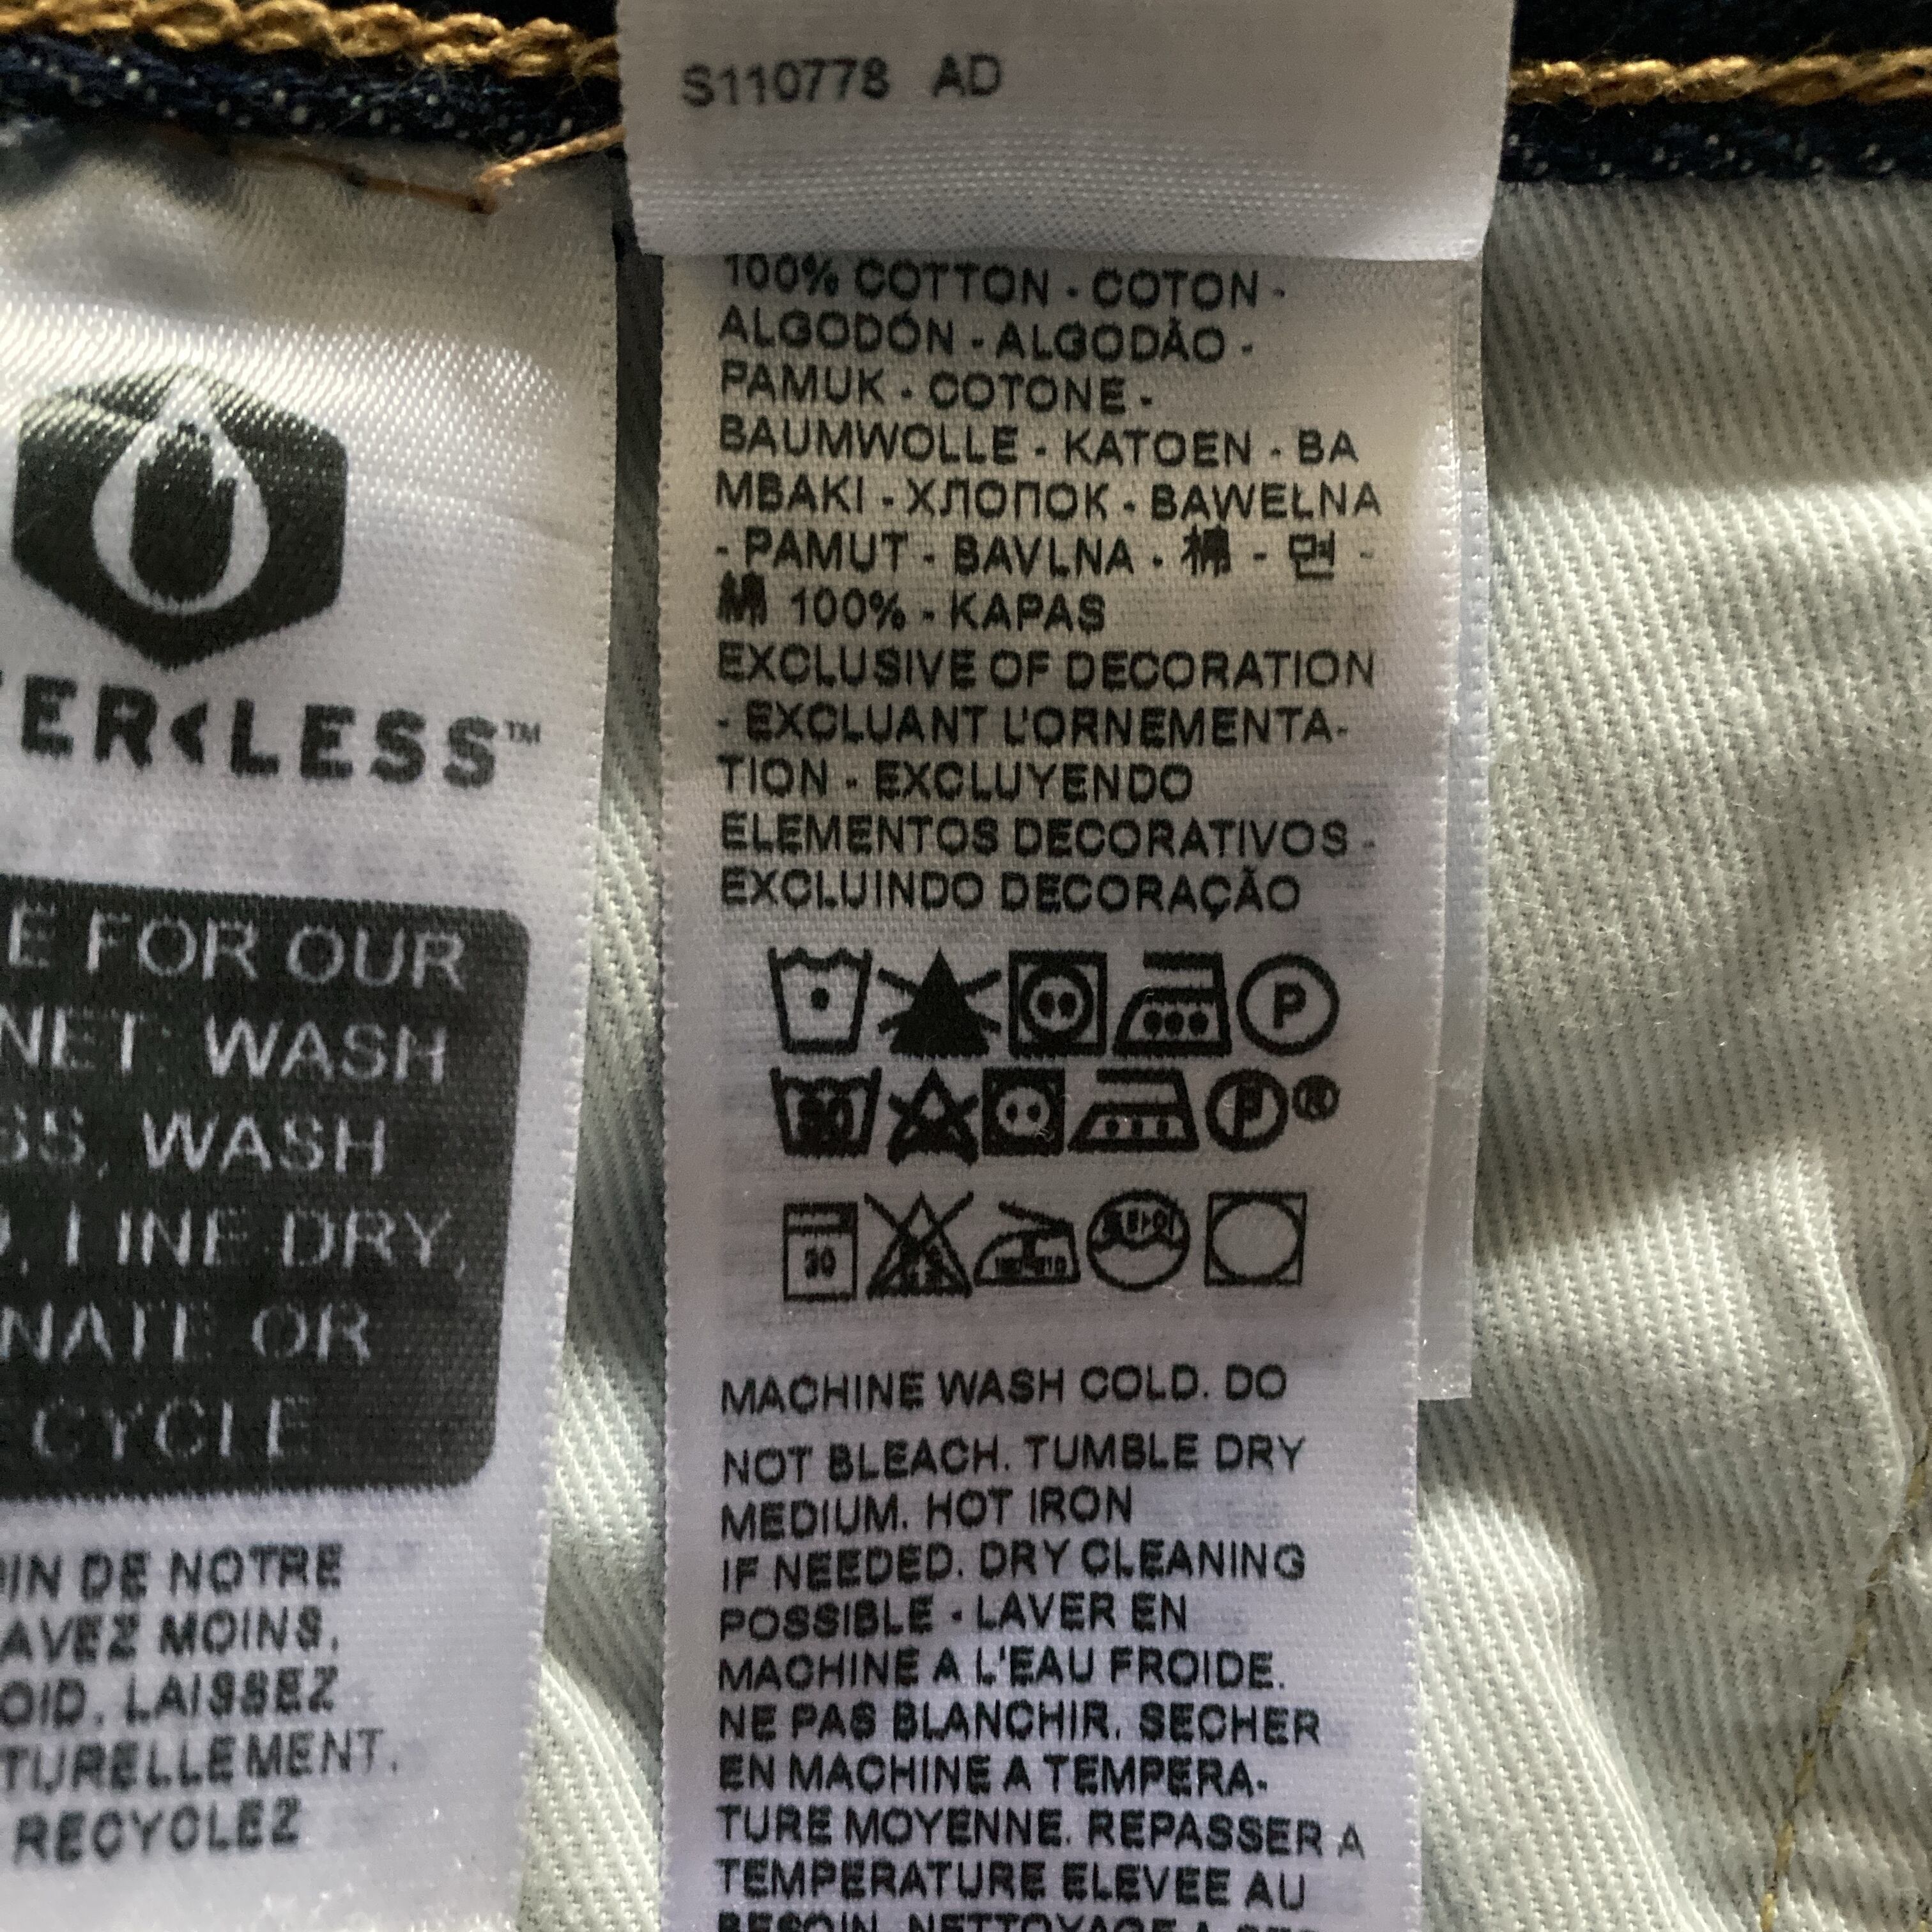 S110778 AD
100% COTTON - COTON -
ALGODÓN - ALGODÃO -
PAMUK - COTONE -
BAUMWOLLE - KATOEN - BA
MBAKI - ХЛОПОК - BAWEŁNA
- PAMUT - BAVLNA - 棉 - 면 -
綿 100% - KAPAS
EXCLUSIVE OF DECORATION
- EXCLUANT L'ORNEMENTA-
TION - EXCLUYENDO
ELEMENTOS DECORATIVOS -
EXCLUINDO DECORAÇÃO
P
30 P ®
30
MACHINE WASH COLD. DO
NOT BLEACH. TUMBLE DRY
MEDIUM. HOT IRON
IF NEEDED. DRY CLEANING
POSSIBLE - LAVER EN
MACHINE A L'EAU FROIDE.
NE PAS BLANCHIR. SECHER
EN MACHINE A TEMPERA-
TURE MOYENNE. REPASSER A
TEMPERATURE ELEVEE AU
ER<LESS™
E FOR OUR
NET: WASH
SS, WASH
, LINE DRY,
NATE OR
CYCLE
IN DE NOTRE
AVEZ MOINS,
OID, LAISSEZ
TURELLEMENT,
RECYCLEZ